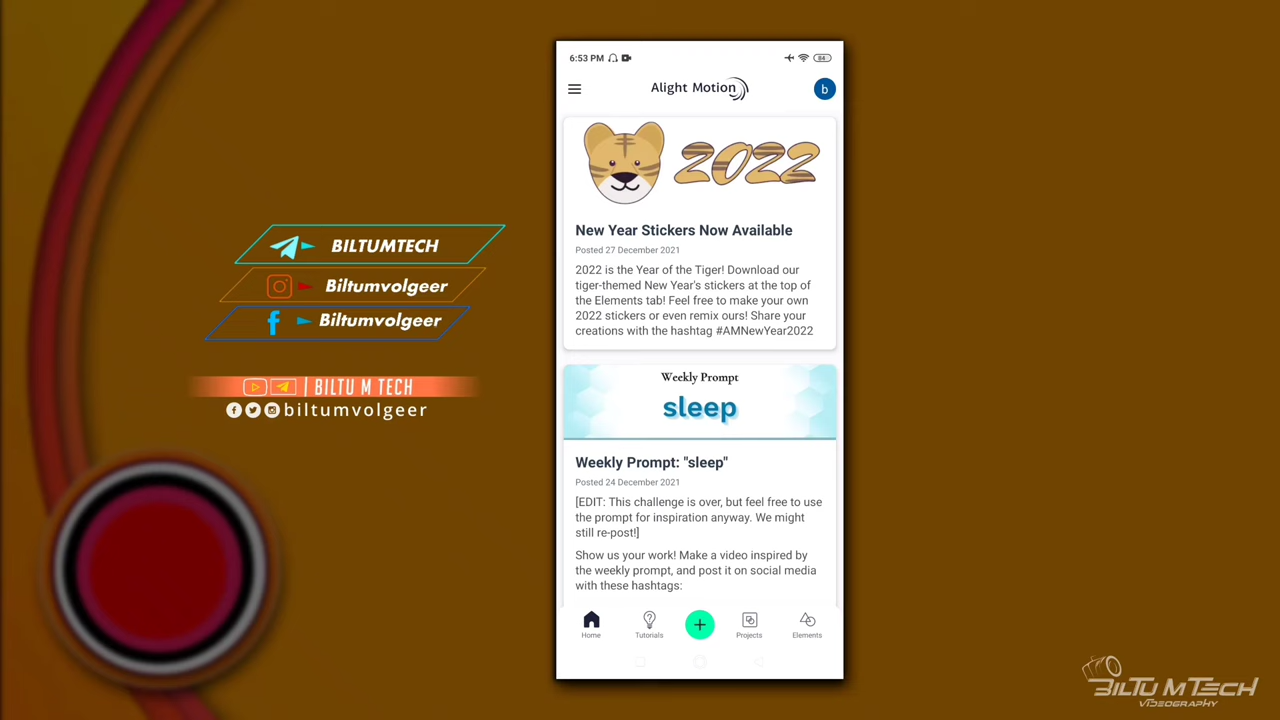 BILTUMTECH
Biltumvolgeer
Biltumvolgeer
| BILTU M TECH
biltumvolgeer
6:53 PM
84
Alight Motion
b
2022
New Year Stickers Now Available
Posted 27 December 2021
2022 is the Year of the Tiger! Download our
tiger-themed New Year's stickers at the top of
the Elements tab! Feel free to make your own
2022 stickers or even remix ours! Share your
creations with the hashtag #AMNewYear2022
Weekly Prompt
sleep
Weekly Prompt: "sleep"
Posted 24 December 2021
[EDIT: This challenge is over, but feel free to use
the prompt for inspiration anyway. We might
still re-post!]
Show us your work! Make a video inspired by
the weekly prompt, and post it on social media
with these hashtags:
Home
Tutorials
Projects
Elements
BILTU M TECH
VIDEOGRAPHY